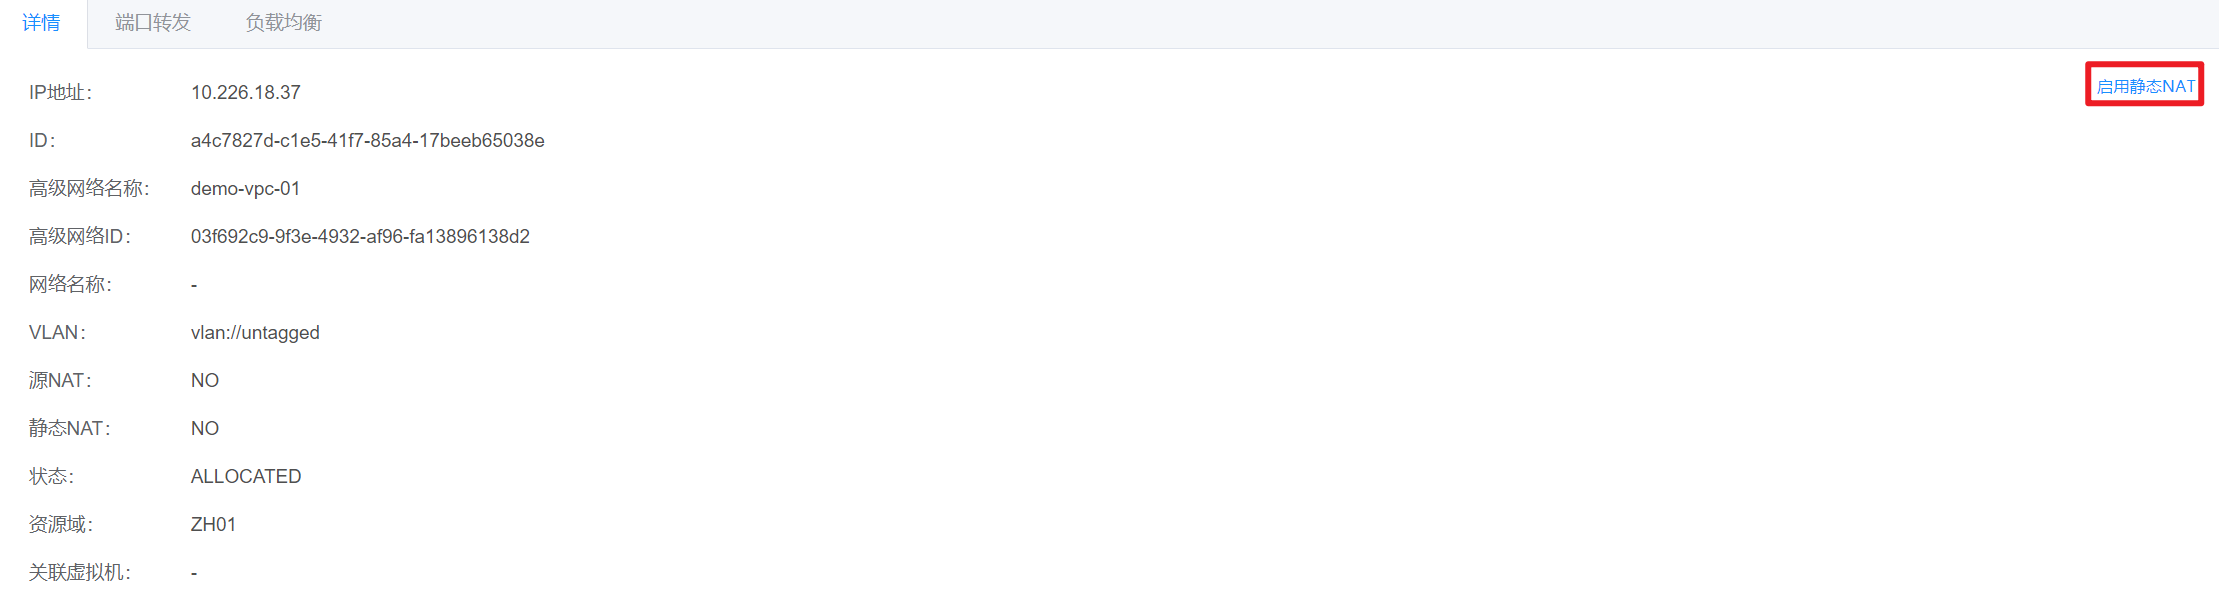 详情 端口转发 负载均衡
启用静态NAT
IP地址： 10.226.18.37
ID： a4c7827d-c1e5-41f7-85a4-17beeb65038e
高级网络名称： demo-vpc-01
高级网络ID： 03f692c9-9f3e-4932-af96-fa13896138d2
网络名称： -
VLAN： vlan://untagged
源NAT： NO
静态NAT： NO
状态： ALLOCATED
资源域： ZH01
关联虚拟机： -